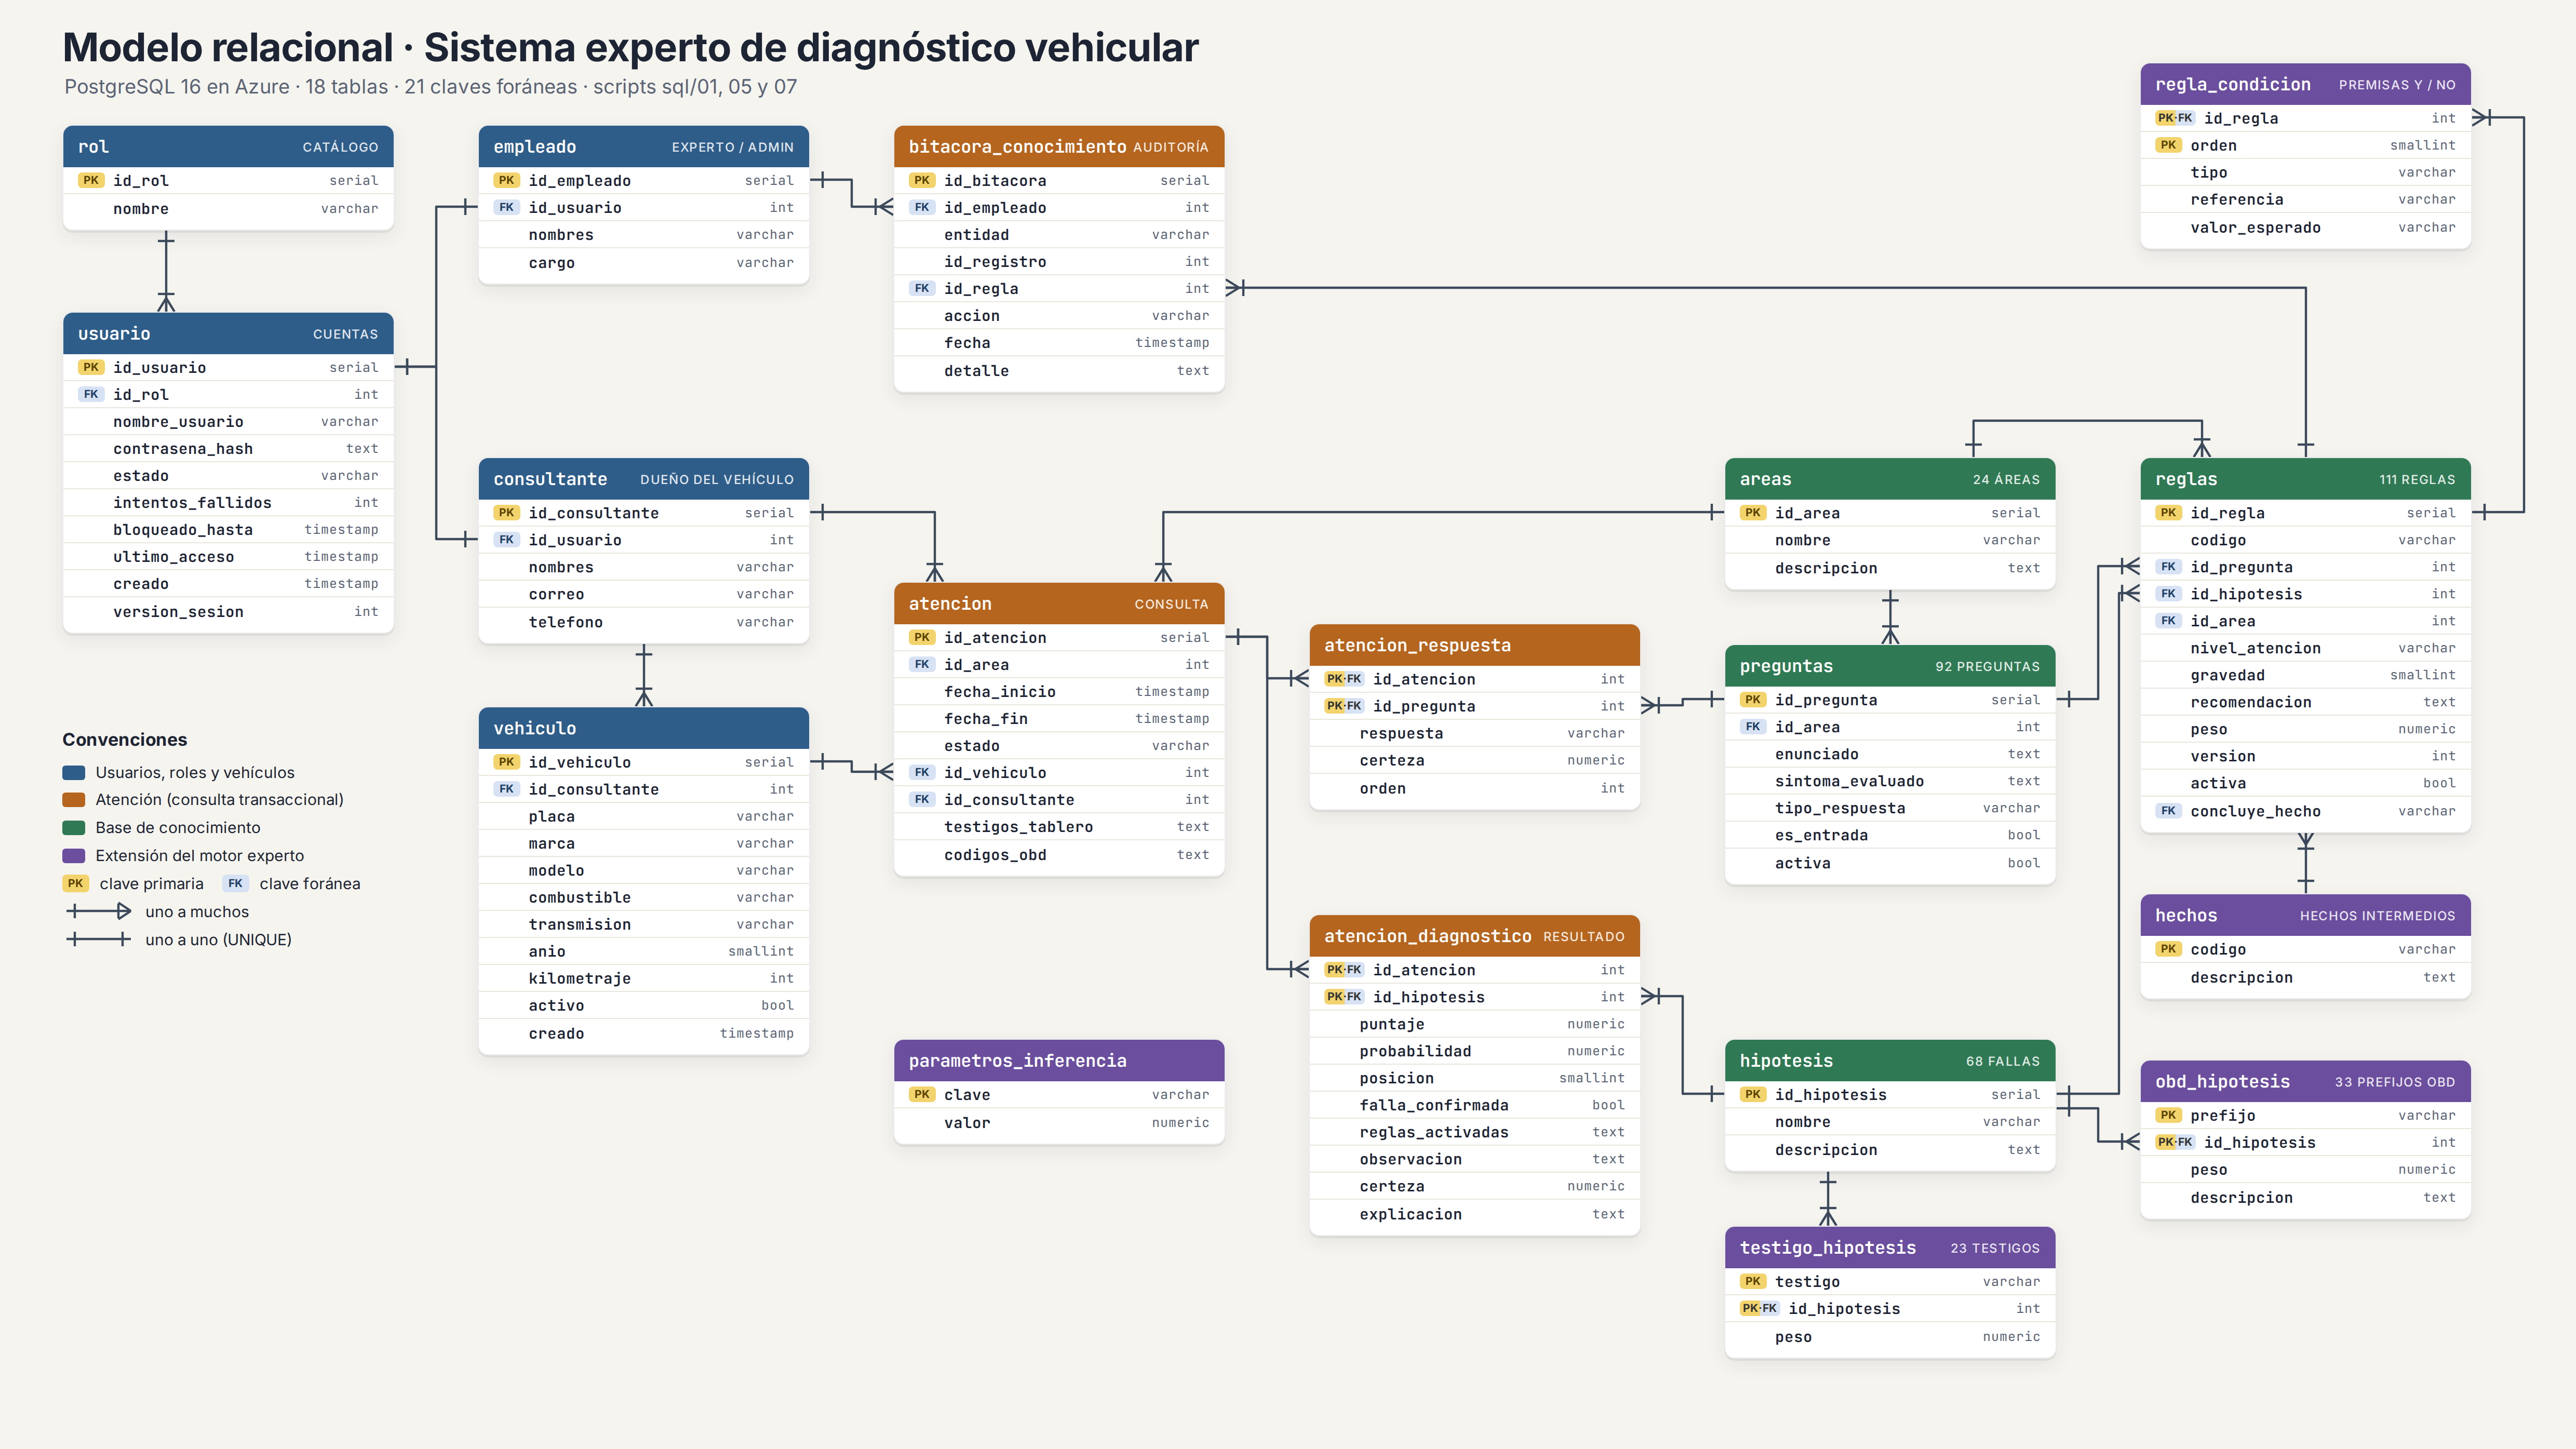 Modelo relacional · Sistema experto de diagnóstico vehicular
PostgreSQL 16 en Azure · 18 tablas · 21 claves foráneas · scripts sql/01, 05 y 07
rol CATÁLOGO
PK id_rol serial
nombre varchar
usuario CUENTAS
PK id_usuario serial
FK id_rol int
nombre_usuario varchar
contrasena_hash text
estado varchar
intentos_fallidos int
bloqueado_hasta timestamp
ultimo_acceso timestamp
creado timestamp
version_sesion int
Convenciones
Usuarios, roles y vehículos
Atención (consulta transaccional)
Base de conocimiento
Extensión del motor experto
PK clave primaria FK clave foránea
uno a muchos
uno a uno (UNIQUE)
empleado EXPERTO / ADMIN
PK id_empleado serial
FK id_usuario int
nombres varchar
cargo varchar
consultante DUEÑO DEL VEHÍCULO
PK id_consultante serial
FK id_usuario int
nombres varchar
correo varchar
telefono varchar
vehiculo
PK id_vehiculo serial
FK id_consultante int
placa varchar
marca varchar
modelo varchar
combustible varchar
transmision varchar
anio smallint
kilometraje int
activo bool
creado timestamp
bitacora_conocimiento AUDITORÍA
PK id_bitacora serial
FK id_empleado int
entidad varchar
id_registro int
FK id_regla int
accion varchar
fecha timestamp
detalle text
atencion CONSULTA
PK id_atencion serial
FK id_area int
fecha_inicio timestamp
fecha_fin timestamp
estado varchar
FK id_vehiculo int
FK id_consultante int
testigos_tablero text
codigos_obd text
parametros_inferencia
PK clave varchar
valor numeric
atencion_respuesta
PK·FK id_atencion int
PK·FK id_pregunta int
respuesta varchar
certeza numeric
orden int
atencion_diagnostico RESULTADO
PK·FK id_atencion int
PK·FK id_hipotesis int
puntaje numeric
probabilidad numeric
posicion smallint
falla_confirmada bool
reglas_activadas text
observacion text
certeza numeric
explicacion text
areas 24 ÁREAS
PK id_area serial
nombre varchar
descripcion text
preguntas 92 PREGUNTAS
PK id_pregunta serial
FK id_area int
enunciado text
sintoma_evaluado text
tipo_respuesta varchar
es_entrada bool
activa bool
hipotesis 68 FALLAS
PK id_hipotesis serial
nombre varchar
descripcion text
testigo_hipotesis 23 TESTIGOS
PK testigo varchar
PK·FK id_hipotesis int
peso numeric
regla_condicion PREMISAS Y / NO
PK·FK id_regla int
PK orden smallint
tipo varchar
referencia varchar
valor_esperado varchar
reglas 111 REGLAS
PK id_regla serial
codigo varchar
FK id_pregunta int
FK id_hipotesis int
FK id_area int
nivel_atencion varchar
gravedad smallint
recomendacion text
peso numeric
version int
activa bool
FK concluye_hecho varchar
hechos HECHOS INTERMEDIOS
PK codigo varchar
descripcion text
obd_hipotesis 33 PREFIJOS OBD
PK prefijo varchar
PK·FK id_hipotesis int
peso numeric
descripcion text